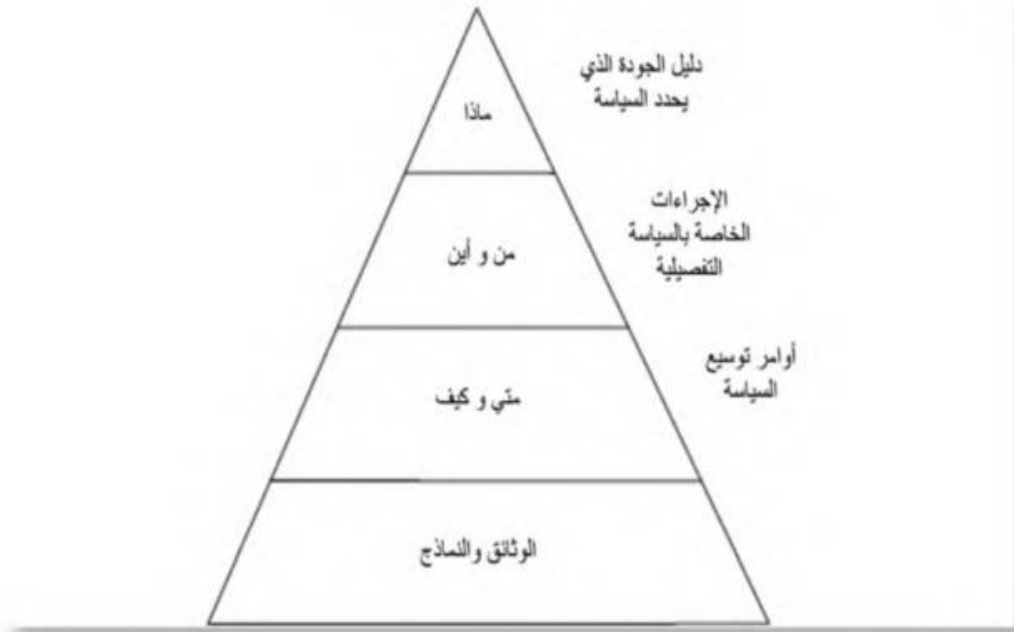 دليل الجودة الذي
يحدد السياسة
ماذا
الإجراءات
الخاصة بالسياسة
التفصيلية
من و أين
أوامر توسيع
السياسة
متي و كيف
الوثائق والنماذج